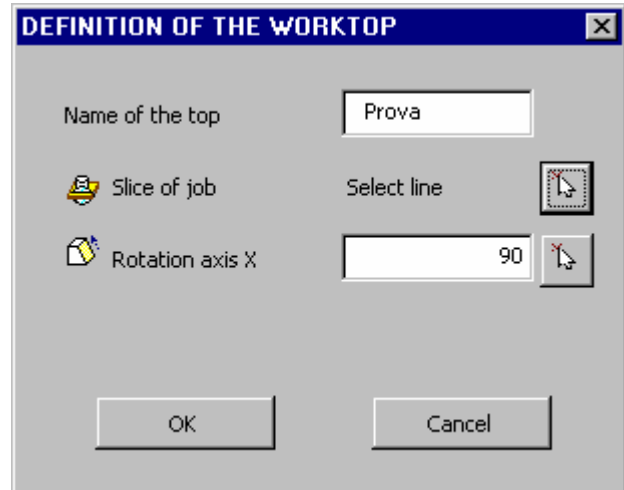 DEFINITION OF THE WORKTOP
Name of the top Prova
Slice of job Select line
Rotation axis X 90
OK Cancel